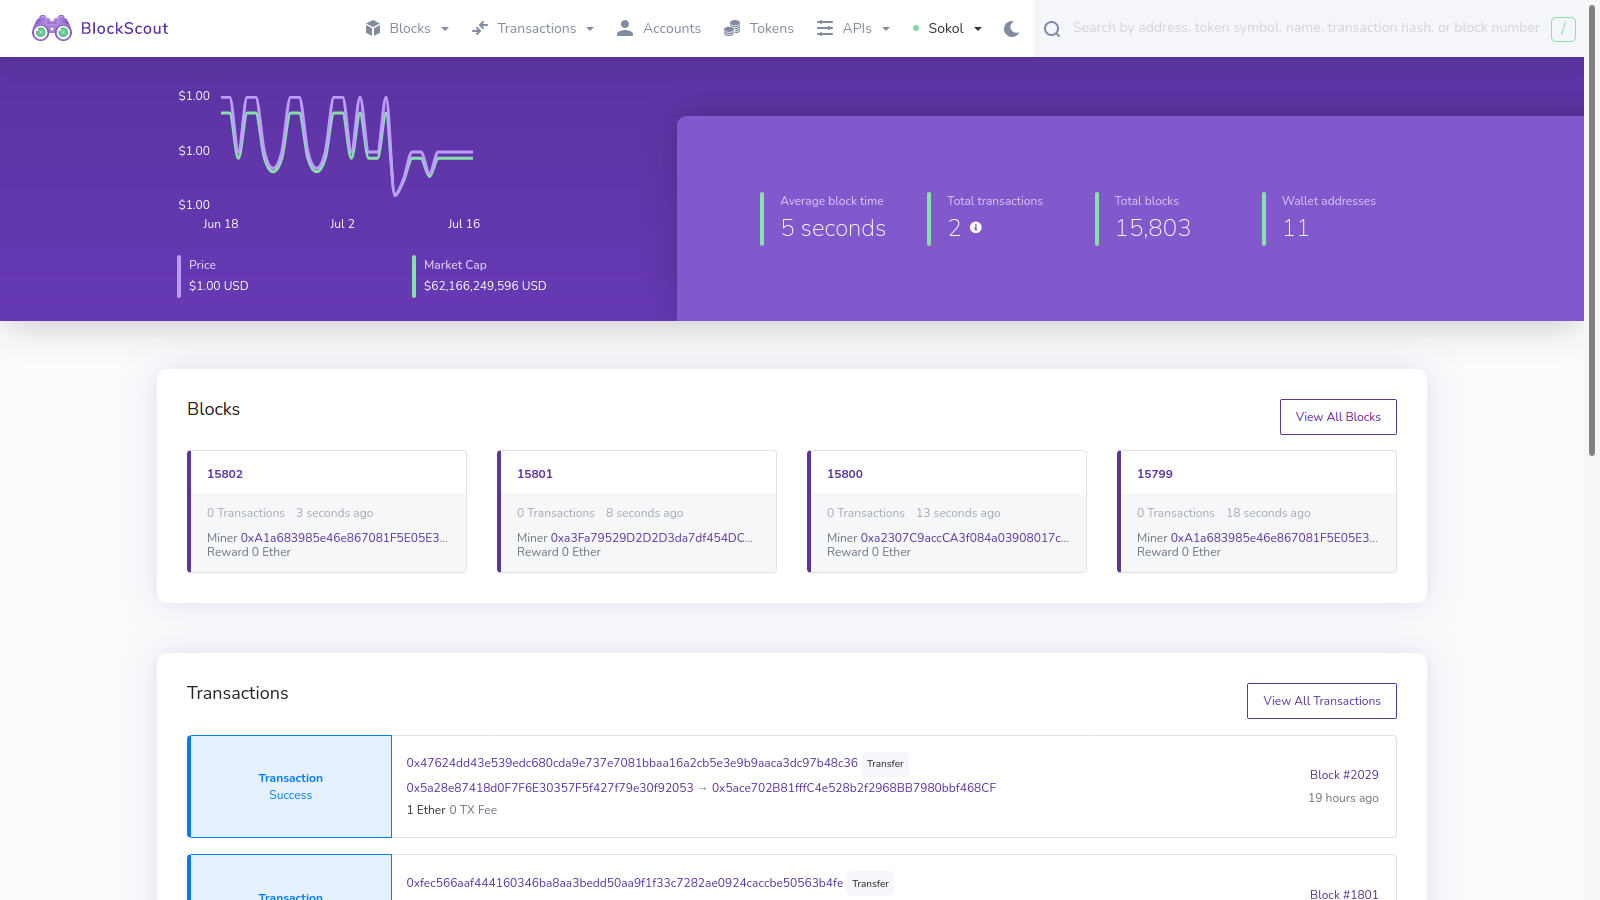 BlockScout
Blocks
Transactions
Accounts
Tokens
APIs
Sokol
Search by address, token symbol, name, transaction hash, or block number
/
$1.00
$1.00
$1.00
Jun 18
Jul 2
Jul 16
Price
$1.00 USD
Market Cap
$62,166,249,596 USD
Average block time
5 seconds
Total transactions
2
Total blocks
15,803
Wallet addresses
11
Blocks
View All Blocks
15802
0 Transactions 3 seconds ago
Miner 0xA1a683985e46e867081F5E05E3...
Reward 0 Ether
15801
0 Transactions 8 seconds ago
Miner 0xa3Fa79529D2D2D3da7df454DC...
Reward 0 Ether
15800
0 Transactions 13 seconds ago
Miner 0xa2307C9accCA3f084a03908017c...
Reward 0 Ether
15799
0 Transactions 18 seconds ago
Miner 0xA1a683985e46e867081F5E05E3...
Reward 0 Ether
Transactions
View All Transactions
Transaction
Success
0x47624dd43e539edc680cda9e737e7081bbaa16a2cb5e3e9b9aaca3dc97b48c36 Transfer
0x5a28e87418d0F7F6E30357F5f427f79e30f92053 → 0x5ace702B81fffC4e528b2f2968BB7980bbf468CF
1 Ether 0 TX Fee
Block #2029
19 hours ago
Transaction
0xfec566aaf444160346ba8aa3bedd50aa9f1f33c7282ae0924caccbe50563b4fe Transfer
Block #1801